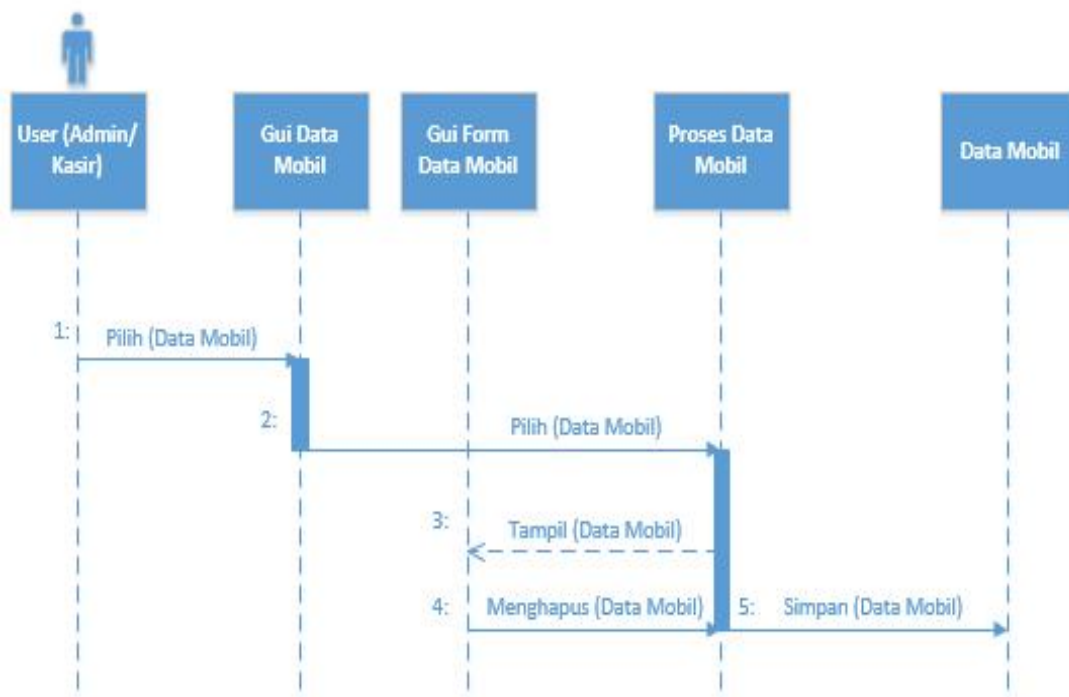 User (Admin/
Kasir)
Gui Data
Mobil
Gui Form
Data Mobil
Proses Data
Mobil
Data Mobil
1:
Pilih (Data Mobil)
2:
Pilih (Data Mobil)
3:
Tampil (Data Mobil)
4:
Menghapus (Data Mobil)
5:
Simpan (Data Mobil)